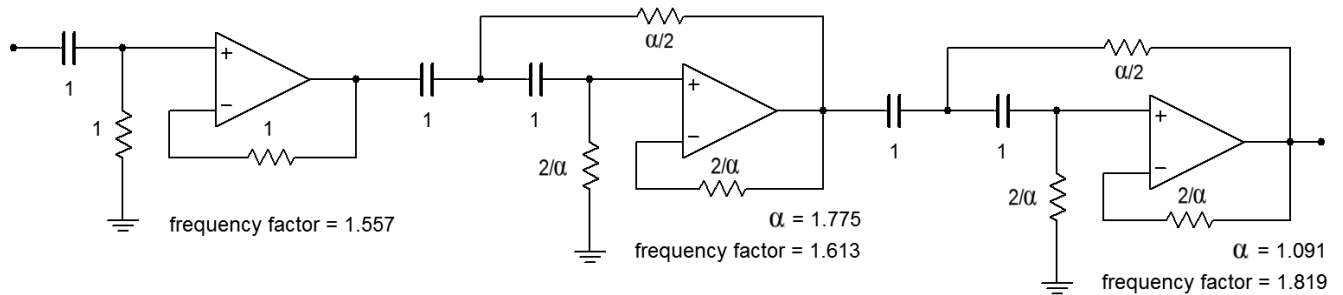 α/2
+
−
1
1
1
1
frequency factor = 1.557
α/2
+
−
1
1
2/α
2/α
α = 1.775
frequency factor = 1.613
+
−
1
1
2/α
2/α
α = 1.091
frequency factor = 1.819